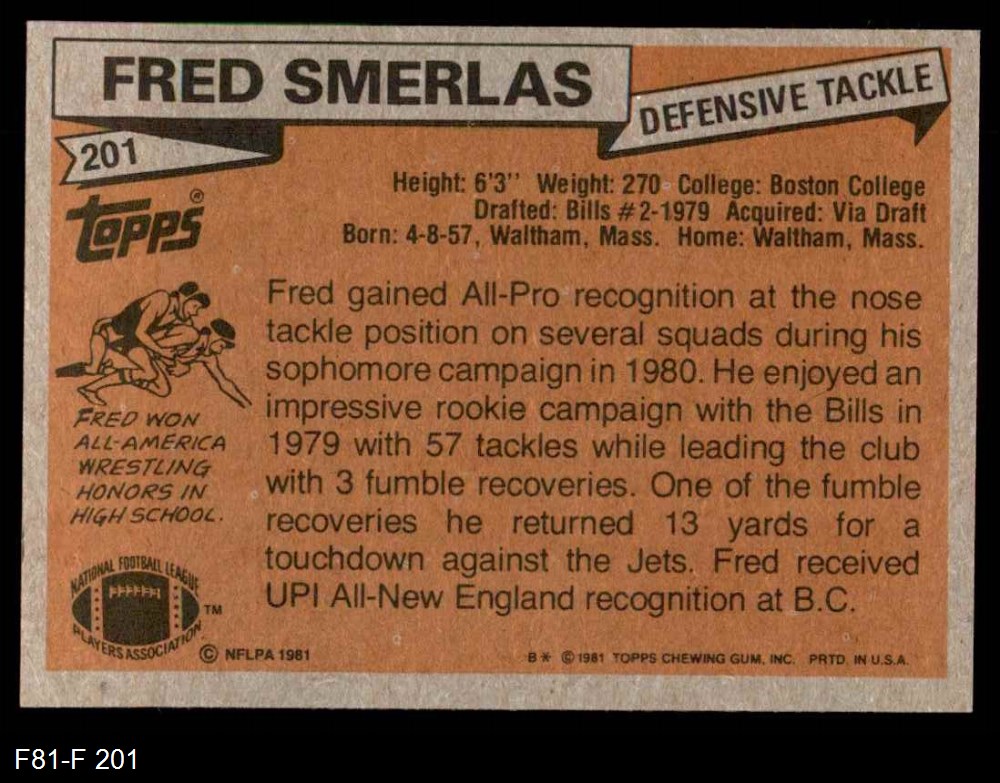 FRED SMERLAS
DEFENSIVE TACKLE
201
TOPPS®
Height: 6'3" Weight: 270 College: Boston College
Drafted: Bills #2-1979 Acquired: Via Draft
Born: 4-8-57, Waltham, Mass. Home: Waltham, Mass.
Fred gained All-Pro recognition at the nose
tackle position on several squads during his
sophomore campaign in 1980. He enjoyed an
impressive rookie campaign with the Bills in
1979 with 57 tackles while leading the club
with 3 fumble recoveries. One of the fumble
recoveries he returned 13 yards for a
touchdown against the Jets. Fred received
UPI All-New England recognition at B.C.
FRED WON
ALL-AMERICA
WRESTLING
HONORS IN
HIGH SCHOOL.
NATIONAL FOOTBALL LEAGUE
PLAYERS ASSOCIATION
TM
© NFLPA 1981
B* © 1981 TOPPS CHEWING GUM, INC. PRTD. IN U.S.A.
F81-F 201